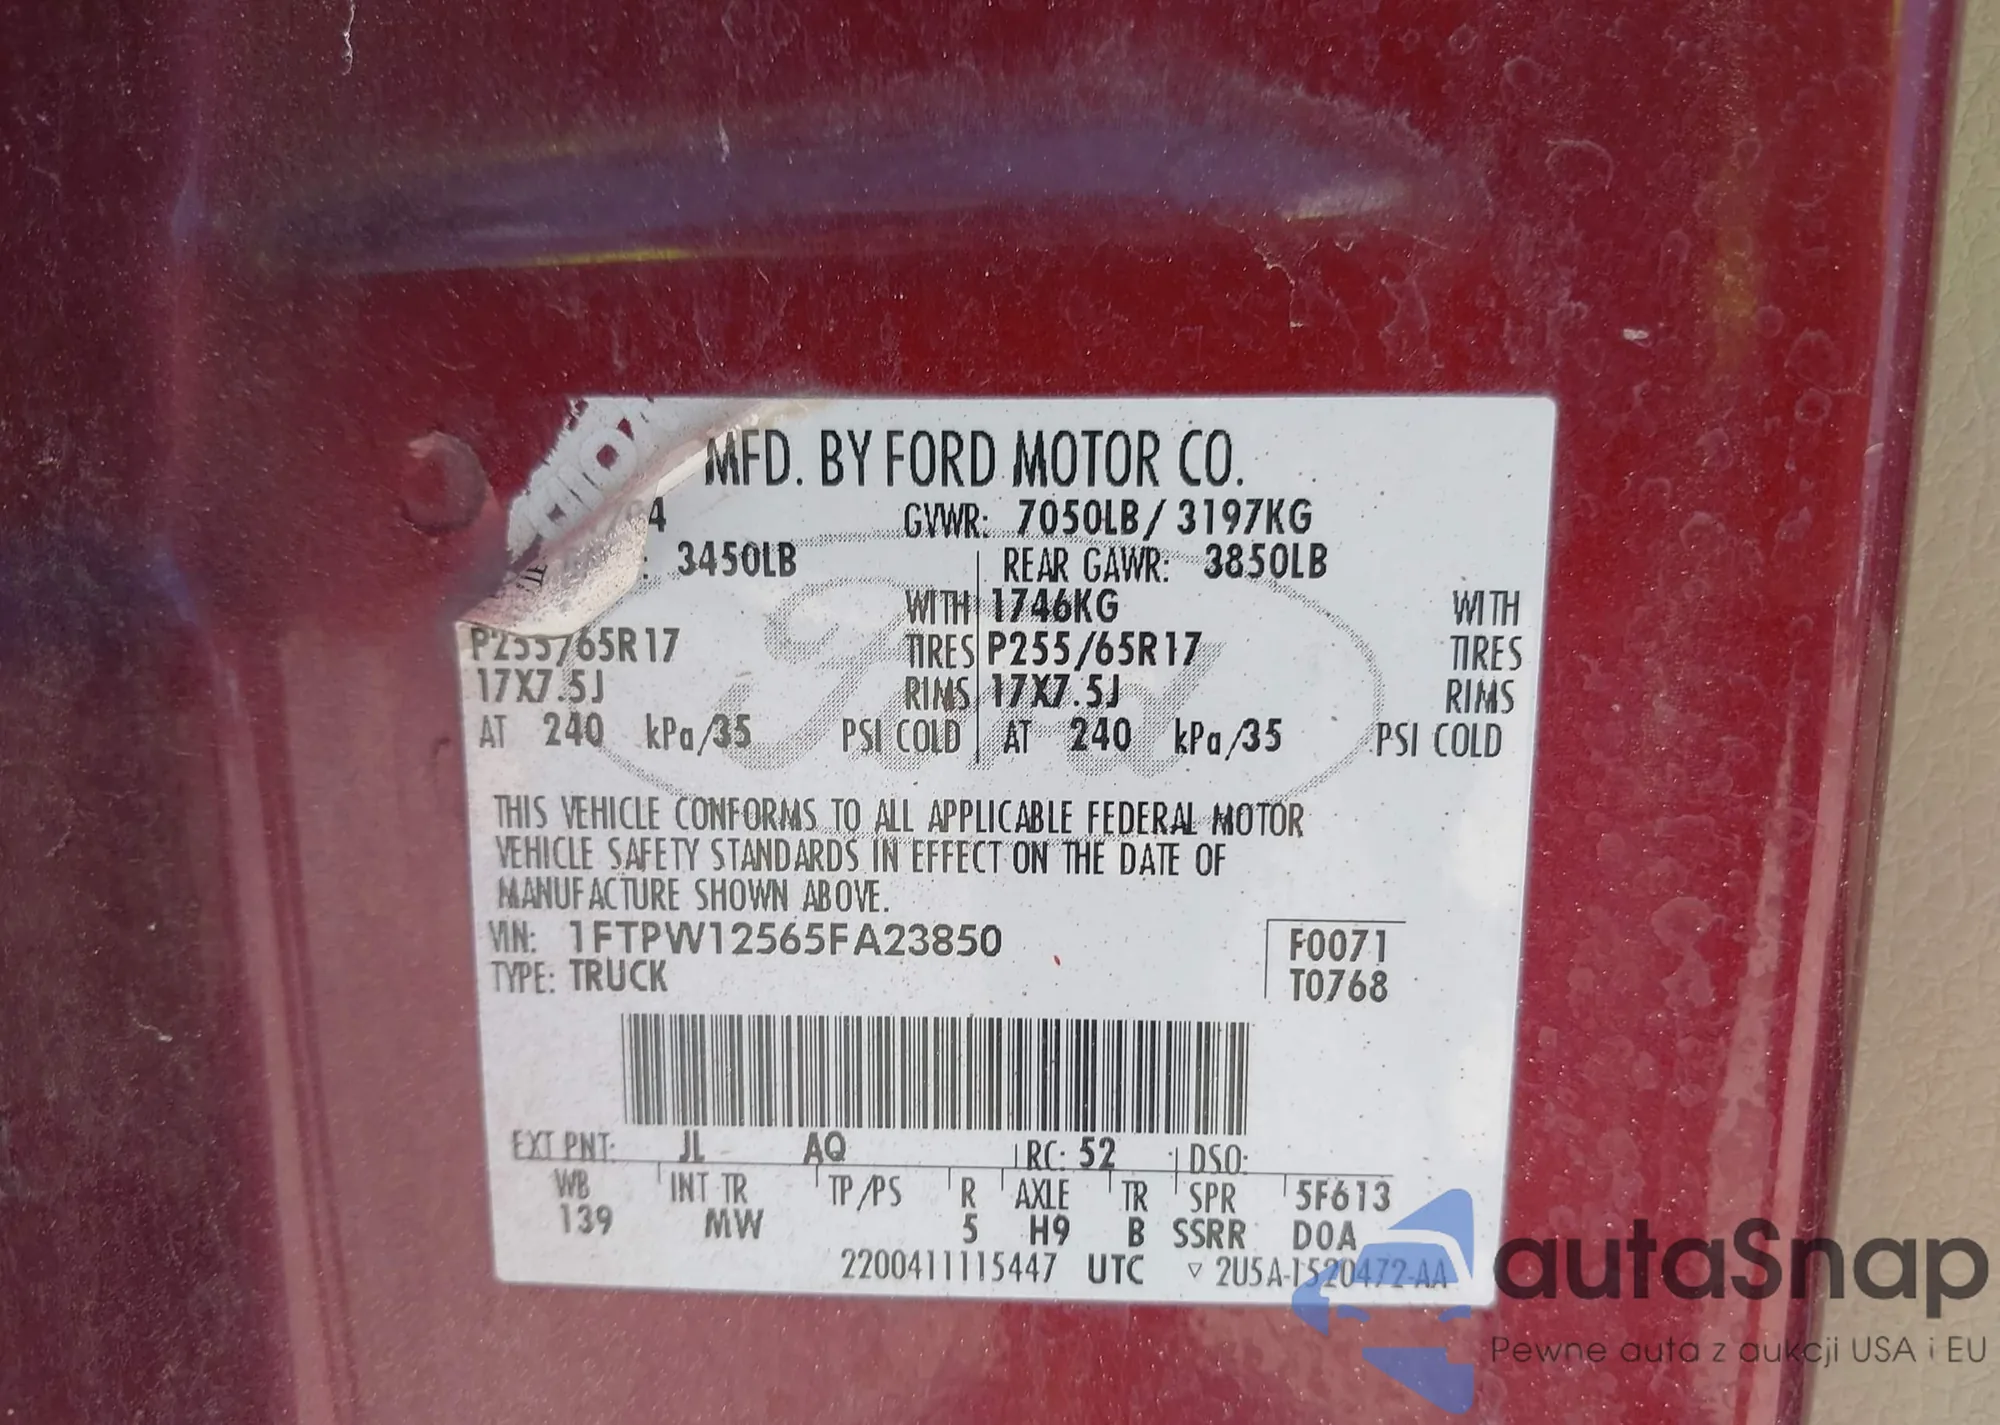 MFD. BY FORD MOTOR CO.
GVWR: 7050LB/ 3197KG
: 3450LB REAR GAWR: 3850LB
WITH 1746KG WITH
P255/65R17 TIRES P255/65R17 TIRES
17X7.5J RIMS 17X7.5J RIMS
AT 240 kPa/35 PSI COLD AT 240 kPa/35 PSI COLD
Ford
THIS VEHICLE CONFORMS TO ALL APPLICABLE FEDERAL MOTOR
VEHICLE SAFETY STANDARDS IN EFFECT ON THE DATE OF
MANUFACTURE SHOWN ABOVE.
VIN: 1FTPW12565FA23850 F0071
TYPE: TRUCK T0768
EXT PNT: JL AQ RC: 52 DSO:
WB INT TR TP/PS R AXLE TR SPR 5F613
139 MW 5 H9 B SSRR DOA
2200411115447 UTC ▽ 2U5A-1520472-AA
autaSnap
Pewne auta z aukcji USA i EU